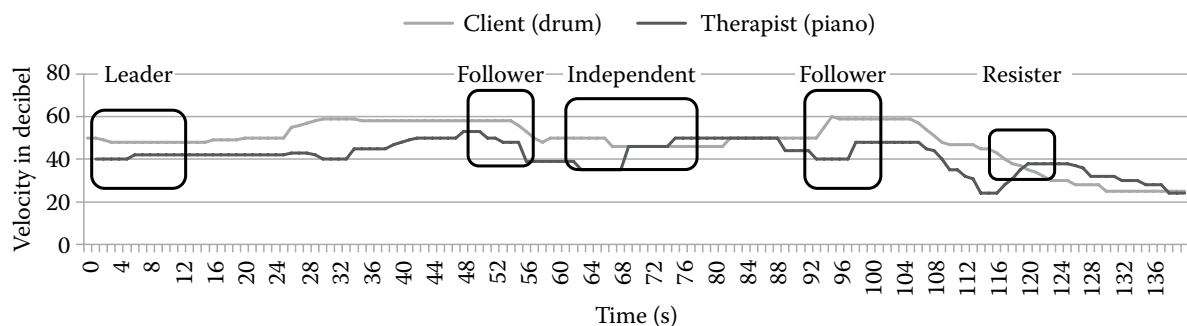 Client (drum) Therapist (piano)
Velocity in decibel
80
60
40
20
0
Leader Follower Independent Follower Resister
0 4 8 12 16 20 24 28 32 36 40 44 48 52 56 60 64 68 72 76 80 84 88 92 96 100 104 108 112 116 120 124 128 132 136
Time (s)